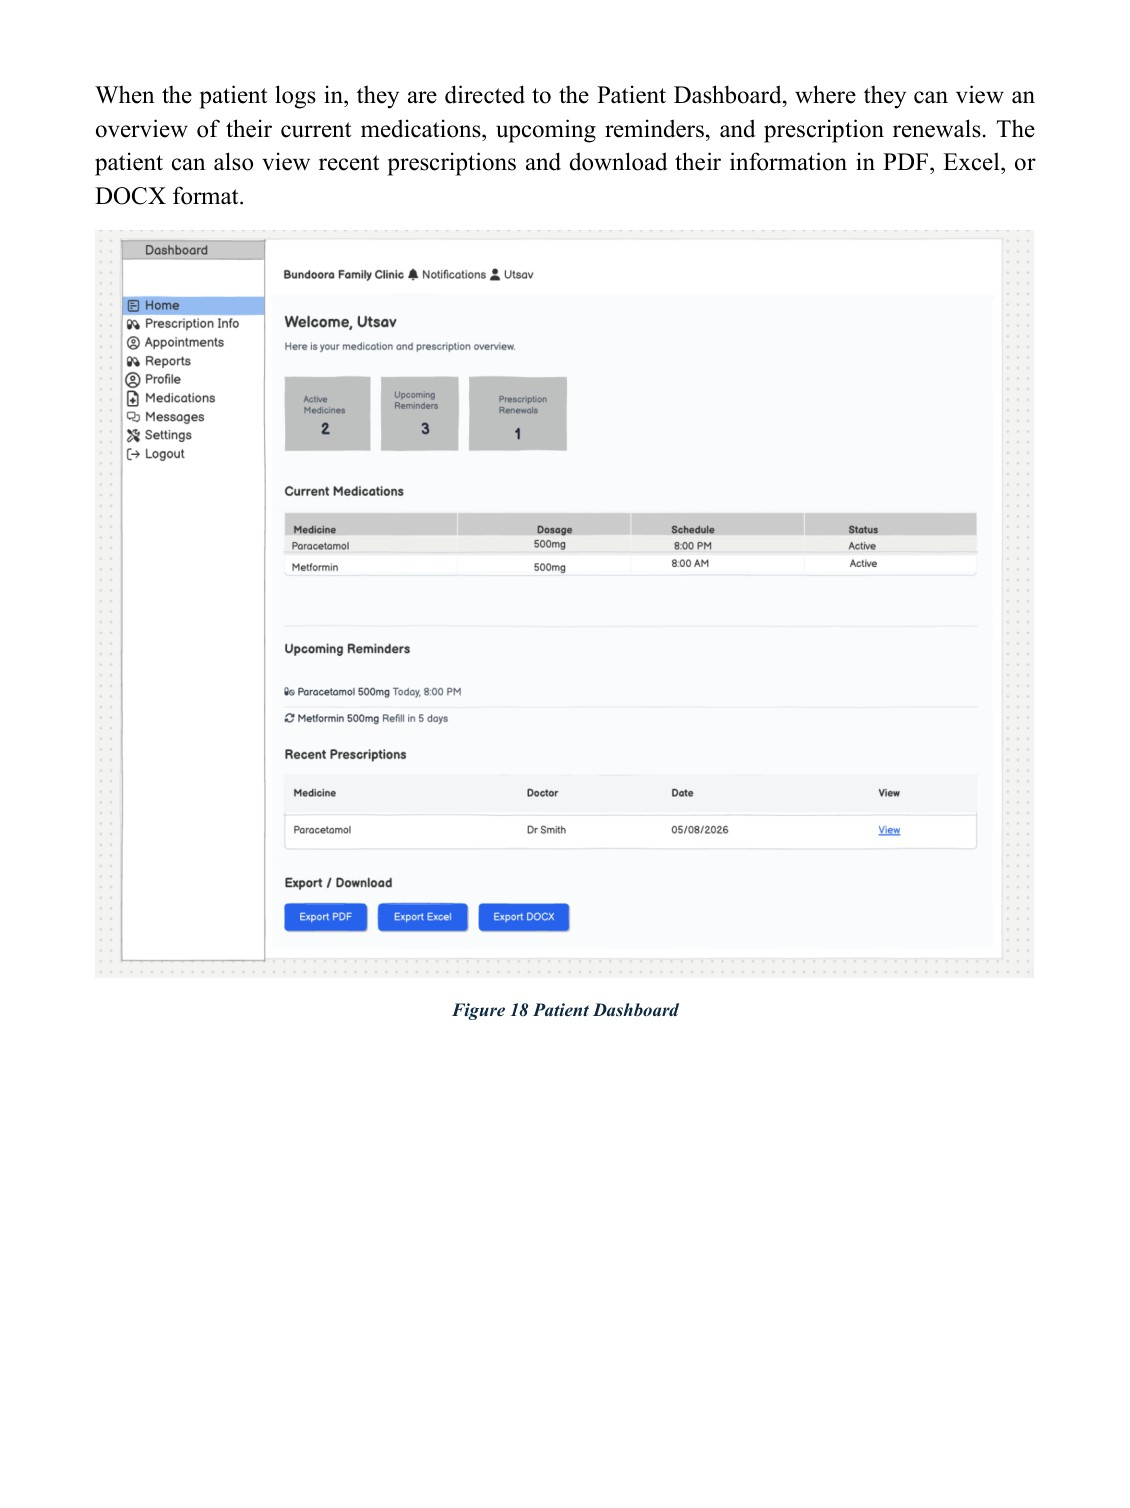 When the patient logs in, they are directed to the Patient Dashboard, where they can view an
overview of their current medications, upcoming reminders, and prescription renewals. The
patient can also view recent prescriptions and download their information in PDF, Excel, or
DOCX format.
Dashboard
Home
Prescription Info
Appointments
Reports
Profile
Medications
Messages
Settings
Logout
Bundoora Family Clinic Notifications Utsav
Welcome, Utsav
Here is your medication and prescription overview.
Active
Medicines
2
Upcoming
Reminders
3
Prescription
Renewals
1
Current Medications
Medicine Dosage Schedule Status
Paracetamol 500mg 8:00 PM Active
Metformin 500mg 8:00 AM Active
Upcoming Reminders
Paracetamol 500mg Today, 8:00 PM
Metformin 500mg Refill in 5 days
Recent Prescriptions
Medicine Doctor Date View
Paracetamol Dr Smith 05/08/2026 View
Export / Download
Export PDF Export Excel Export DOCX
Figure 18 Patient Dashboard